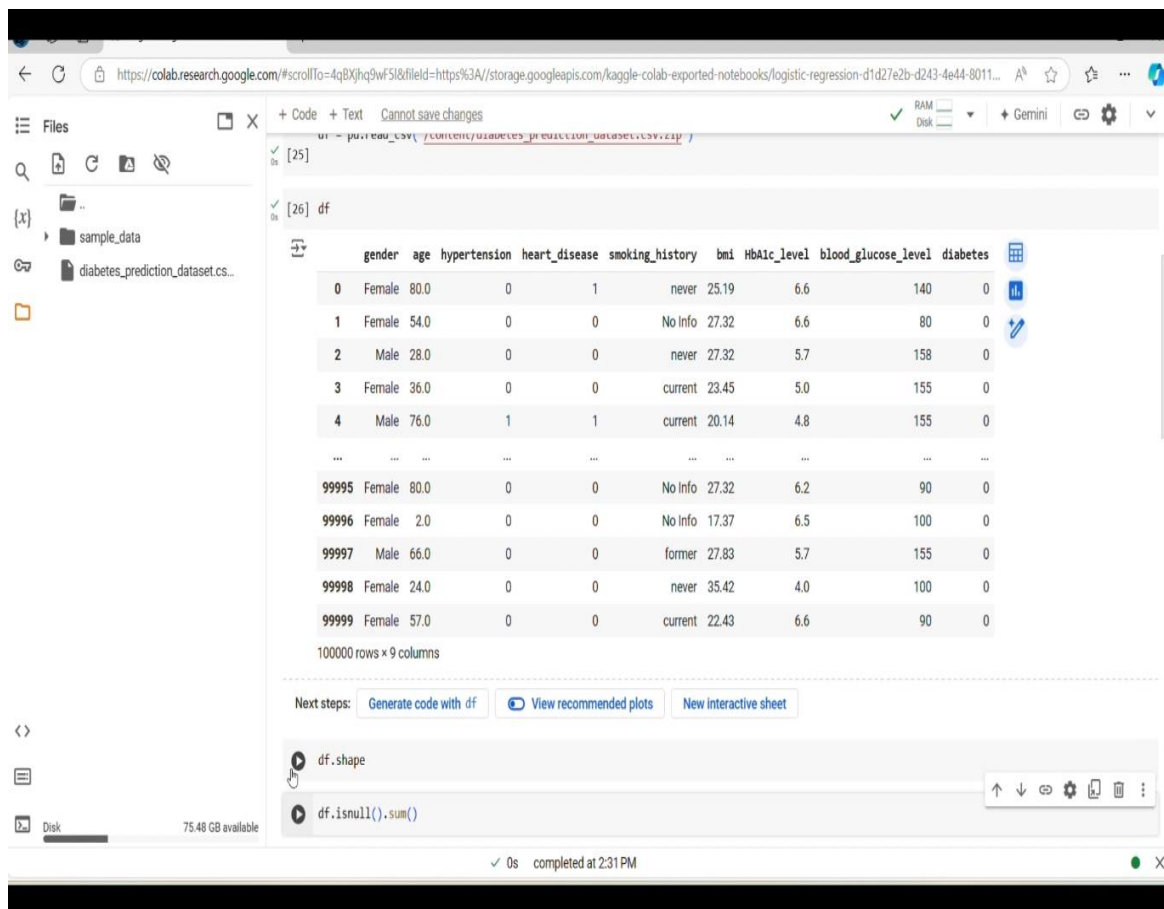 https://colab.research.google.com/#scrollTo=4qBXjhq9wF5l&fileId=https%3A//storage.googleapis.com/kaggle-colab-exported-notebooks/logistic-regression-d1d27e2b-d243-4e44-8011...
Files
+ Code + Text Cannot save changes
RAM
Disk
Gemini
df = pd.read_csv("/content/diabetes_prediction_dataset.csv.zip")
0s [25]
..
sample_data
diabetes_prediction_dataset.cs...
{x}
0s [26] df
gender age hypertension heart_disease smoking_history bmi HbA1c_level blood_glucose_level diabetes
0 Female 80.0 0 1 never 25.19 6.6 140 0
1 Female 54.0 0 0 No Info 27.32 6.6 80 0
2 Male 28.0 0 0 never 27.32 5.7 158 0
3 Female 36.0 0 0 current 23.45 5.0 155 0
4 Male 76.0 1 1 current 20.14 4.8 155 0
... ... ... ... ... ... ... ... ... ...
99995 Female 80.0 0 0 No Info 27.32 6.2 90 0
99996 Female 2.0 0 0 No Info 17.37 6.5 100 0
99997 Male 66.0 0 0 former 27.83 5.7 155 0
99998 Female 24.0 0 0 never 35.42 4.0 100 0
99999 Female 57.0 0 0 current 22.43 6.6 90 0
100000 rows × 9 columns
Next steps: Generate code with df View recommended plots New interactive sheet
df.shape
df.isnull().sum()
Disk 75.48 GB available
0s completed at 2:31 PM